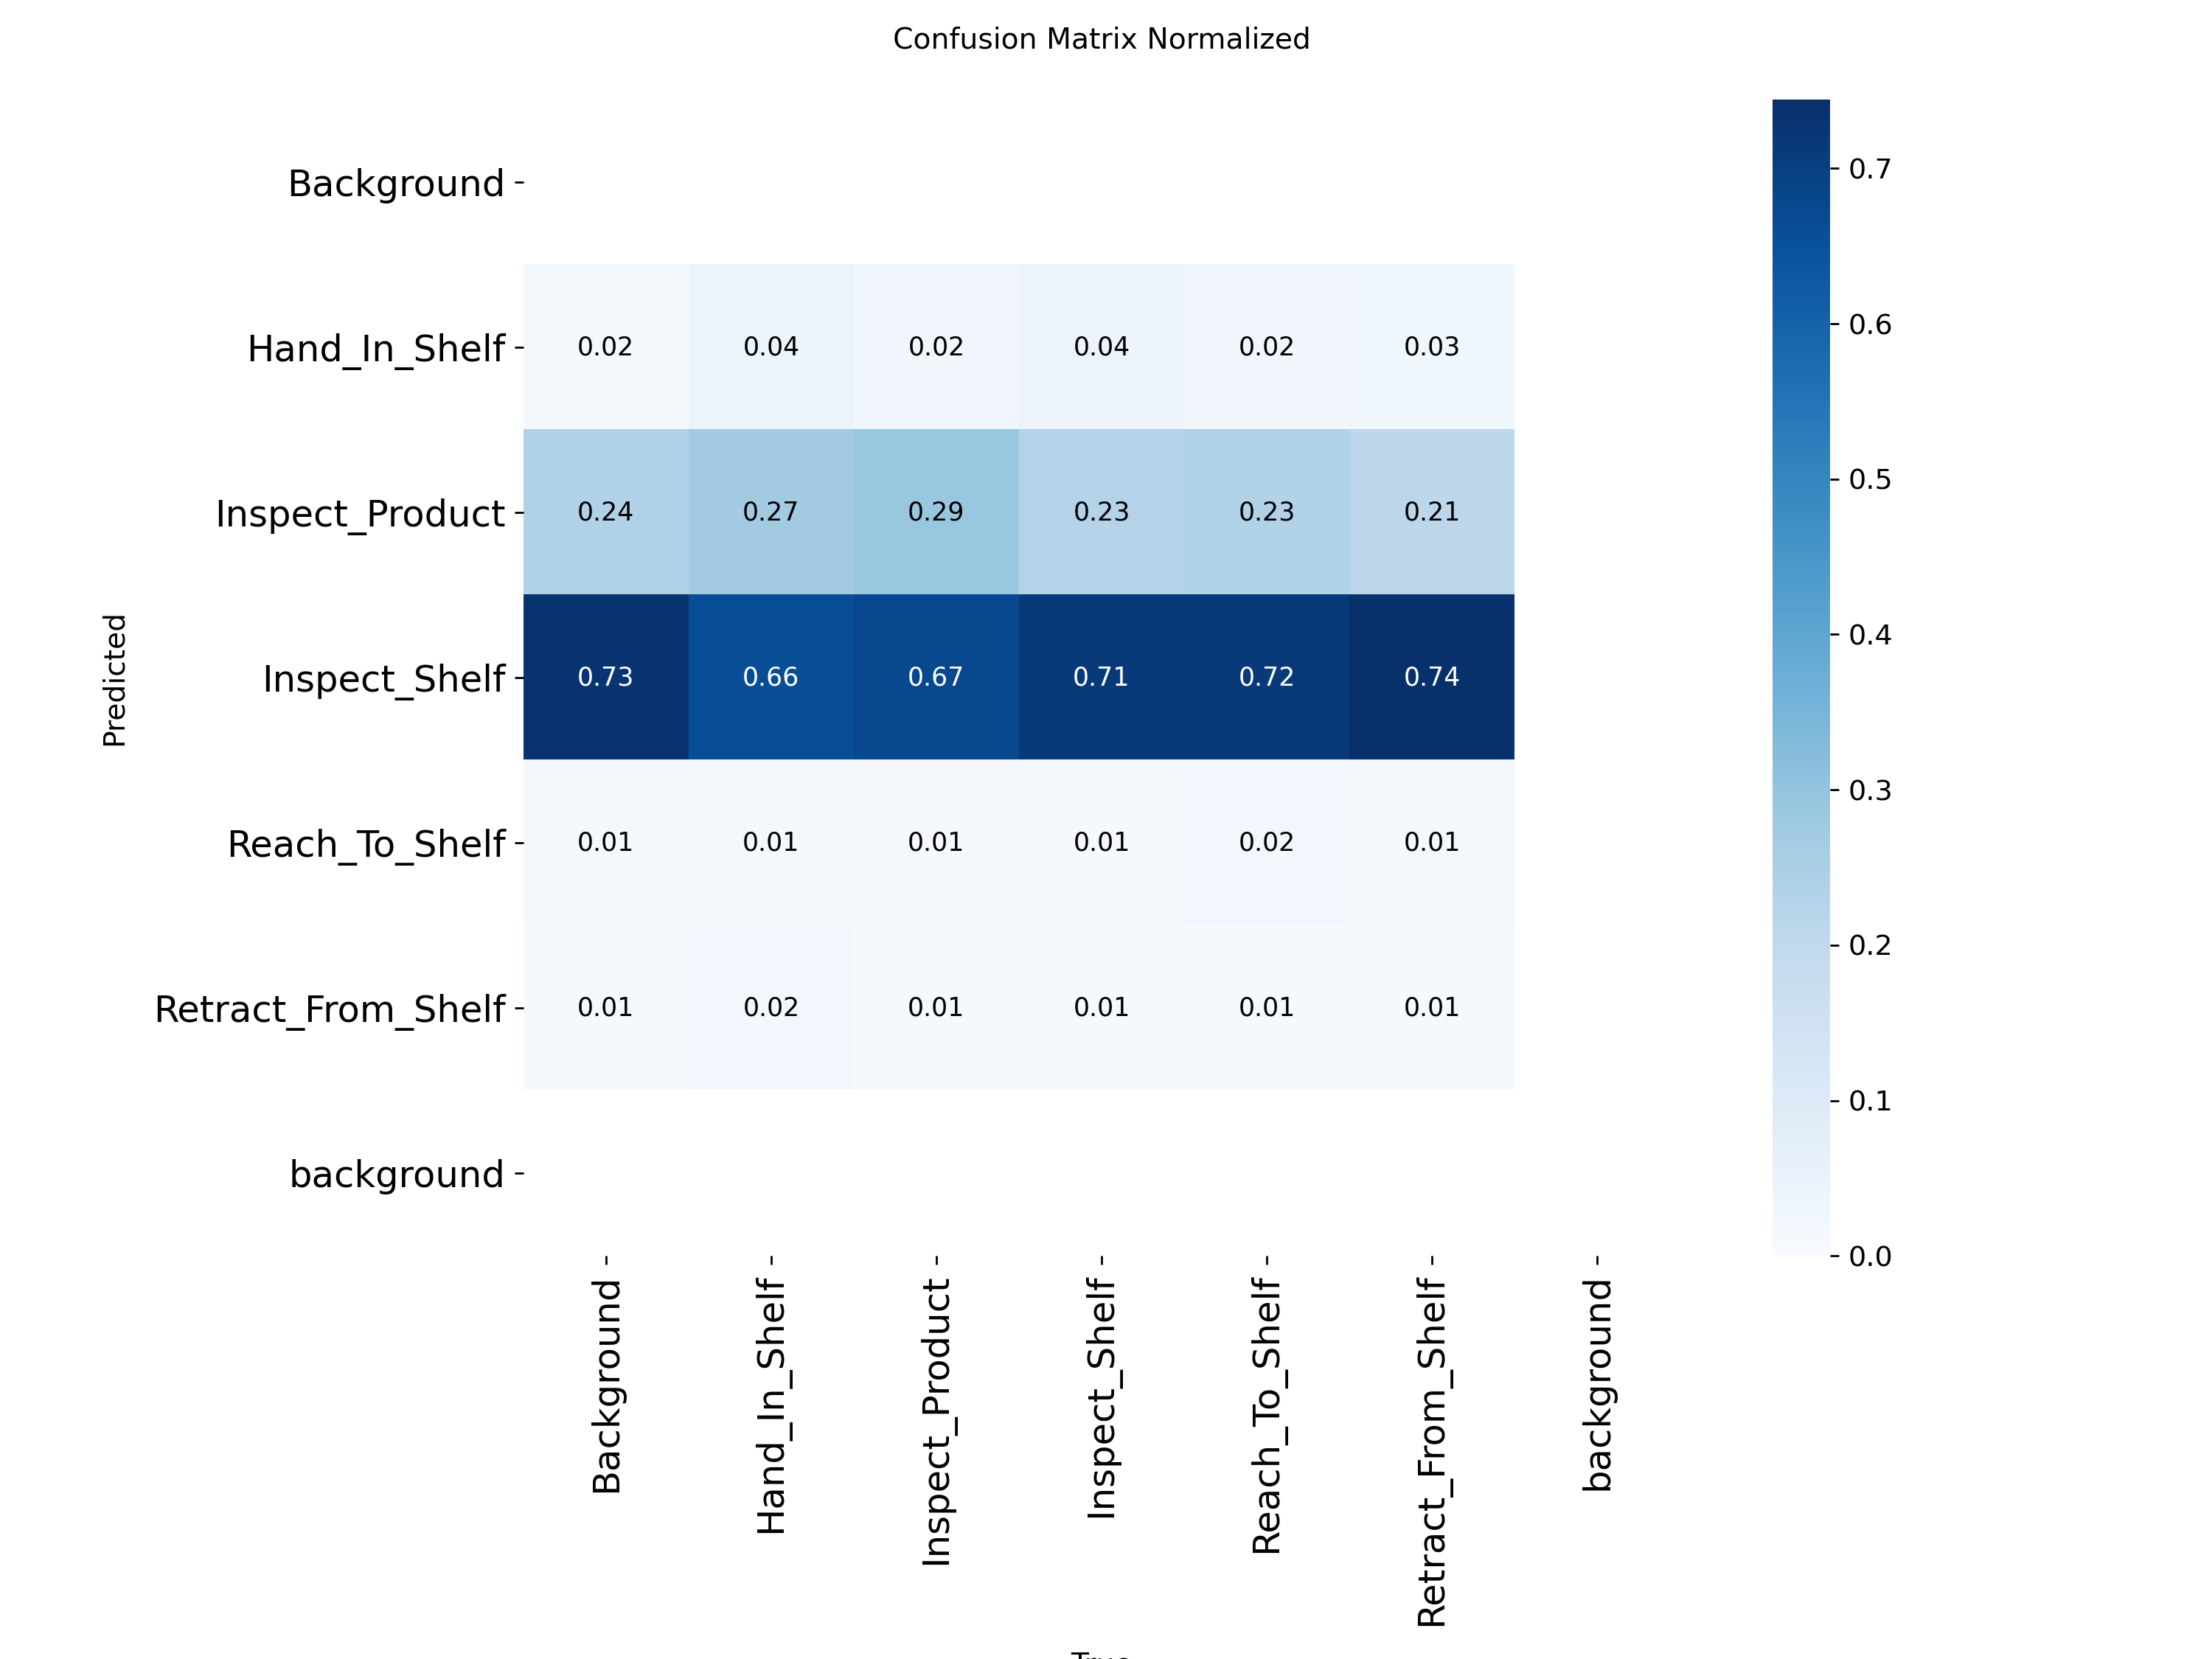 Confusion Matrix Normalized
Background
Hand_In_Shelf 0.02 0.04 0.02 0.04 0.02 0.03
Inspect_Product 0.24 0.27 0.29 0.23 0.23 0.21
Inspect_Shelf 0.73 0.66 0.67 0.71 0.72 0.74
Reach_To_Shelf 0.01 0.01 0.01 0.01 0.02 0.01
Retract_From_Shelf 0.01 0.02 0.01 0.01 0.01 0.01
background
Predicted
Background
Hand_In_Shelf
Inspect_Product
Inspect_Shelf
Reach_To_Shelf
Retract_From_Shelf
background
True
0.7
0.6
0.5
0.4
0.3
0.2
0.1
0.0